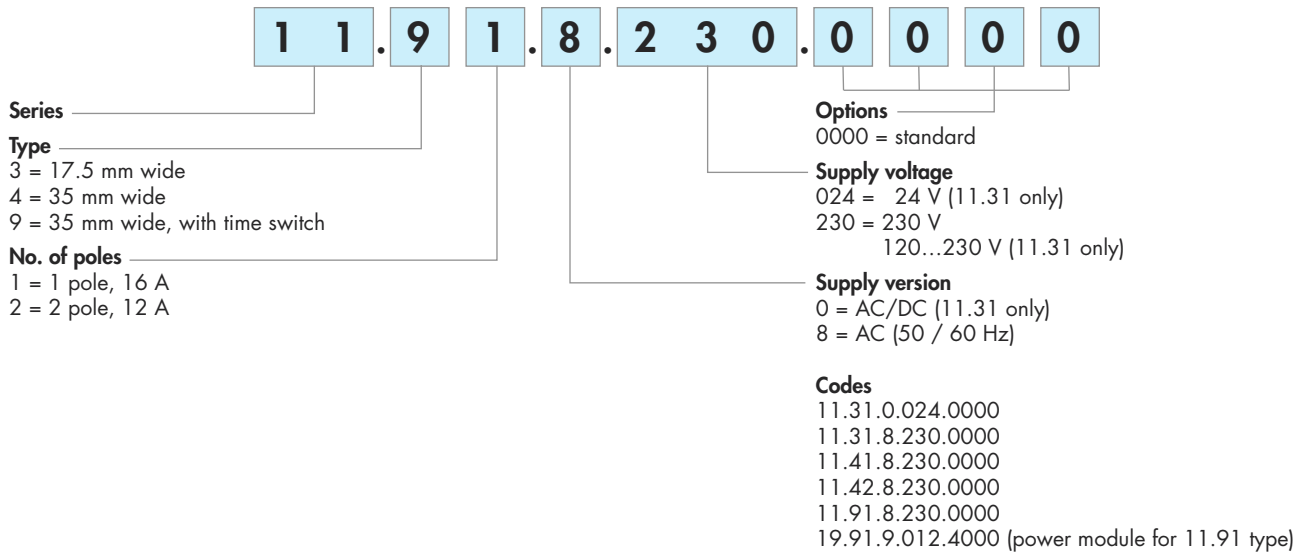 1 1.9 1.8.2 3 0.0 0 0 0
Series
Type
3 = 17.5 mm wide
4 = 35 mm wide
9 = 35 mm wide, with time switch
No. of poles
1 = 1 pole, 16 A
2 = 2 pole, 12 A
Options
0000 = standard
Supply voltage
024 = 24 V (11.31 only)
230 = 230 V
120...230 V (11.31 only)
Supply version
0 = AC/DC (11.31 only)
8 = AC (50 / 60 Hz)
Codes
11.31.0.024.0000
11.31.8.230.0000
11.41.8.230.0000
11.42.8.230.0000
11.91.8.230.0000
19.91.9.012.4000 (power module for 11.91 type)